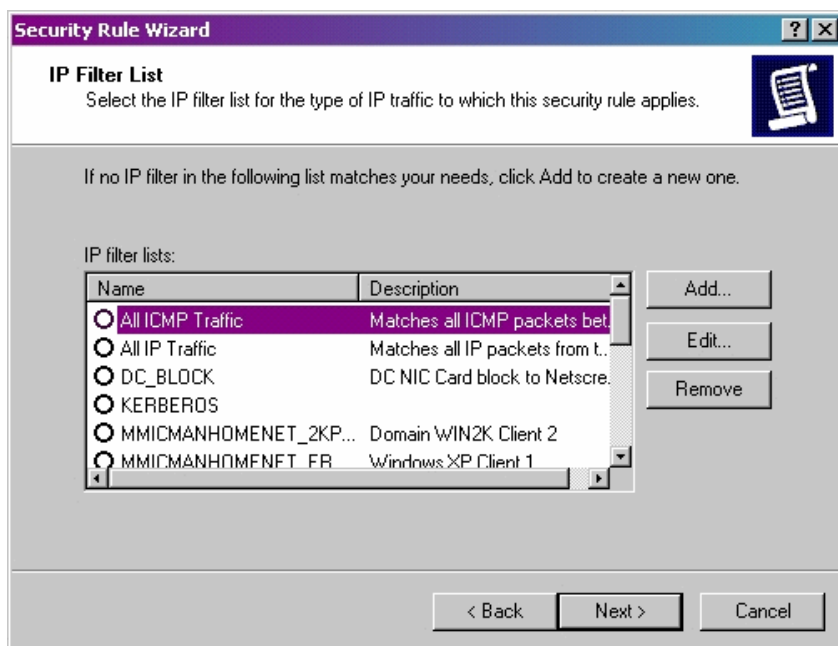 Security Rule Wizard
IP Filter List
Select the IP filter list for the type of IP traffic to which this security rule applies.
If no IP filter in the following list matches your needs, click Add to create a new one.
IP filter lists:
Name Description
All ICMP Traffic Matches all ICMP packets bet..
All IP Traffic Matches all IP packets from t..
DC_BLOCK DC NIC Card block to Netscre..
KERBEROS
MMICMANHOMENET_2KP... Domain WIN2K Client 2
MMICMANHOMENET_FR Windows XP Client 1
Add...
Edit...
Remove
< Back Next > Cancel